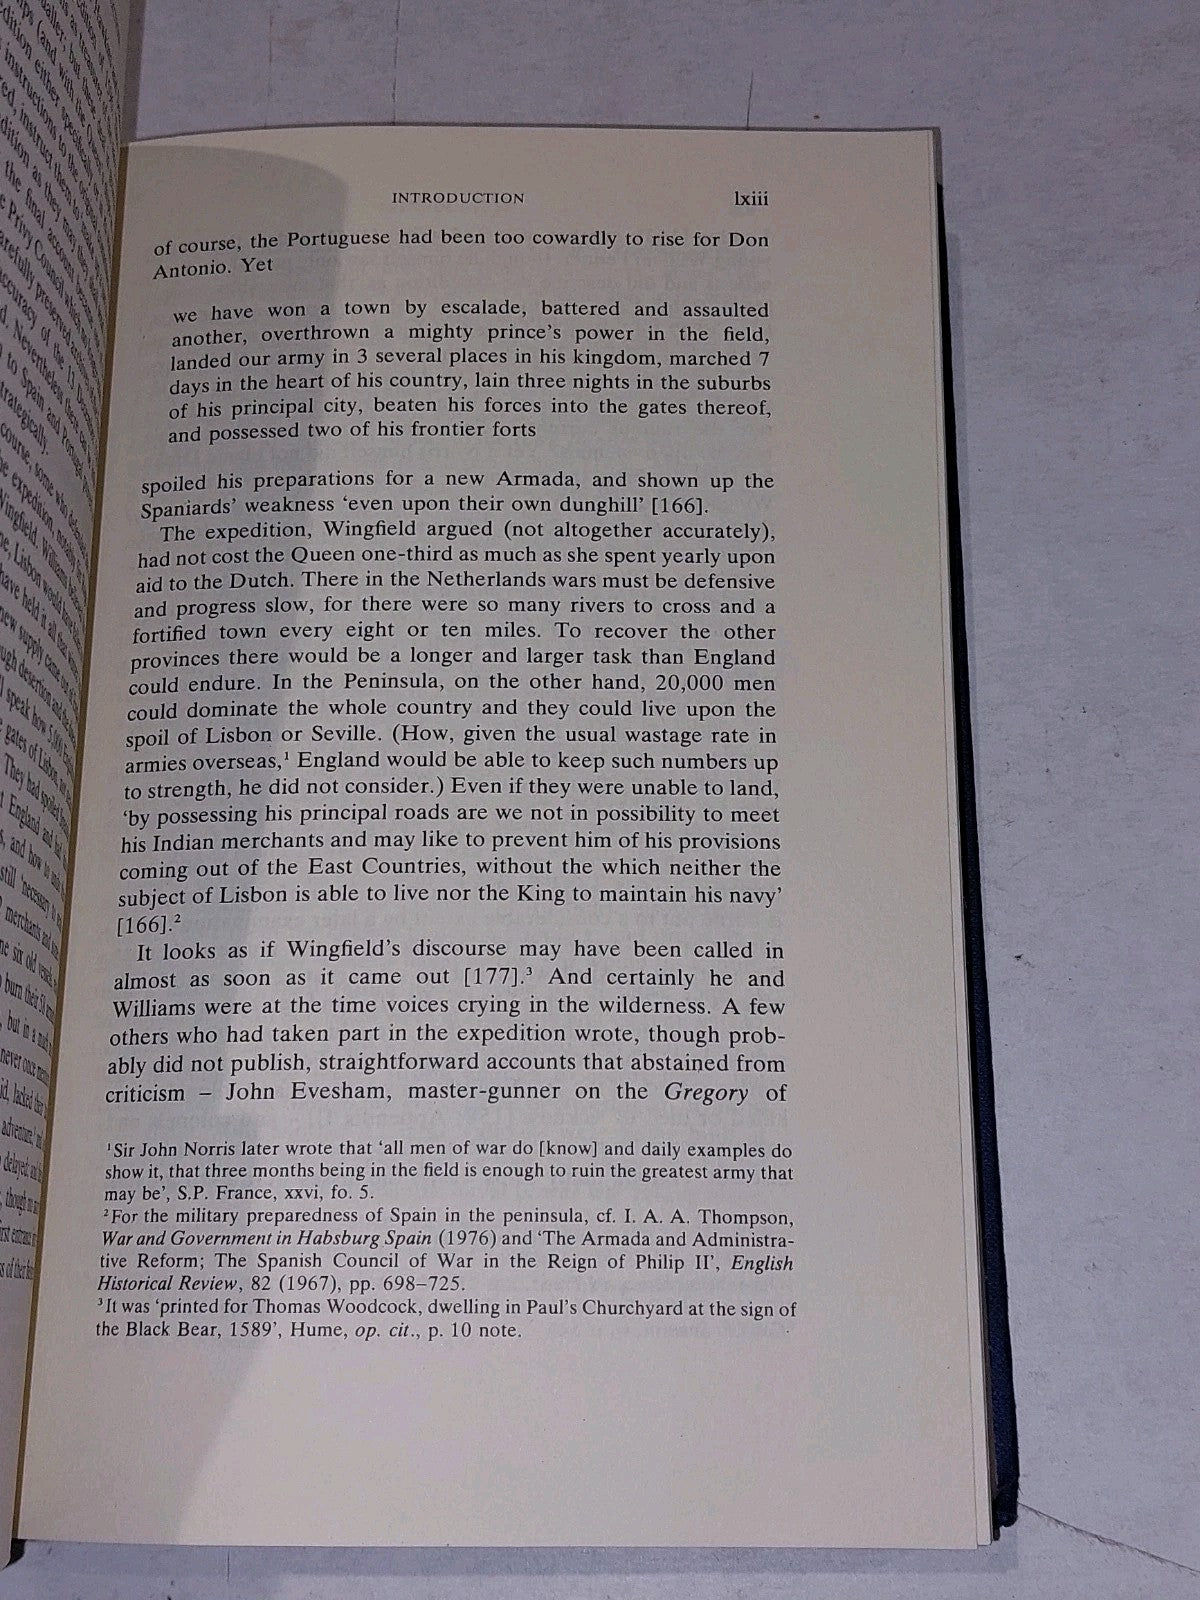 INTRODUCTION lxiii
of course, the Portuguese had been too cowardly to rise for Don
Antonio. Yet
we have won a town by escalade, battered and assaulted
another, overthrown a mighty prince's power in the field,
landed our army in 3 several places in his kingdom, marched 7
days in the heart of his country, lain three nights in the suburbs
of his principal city, beaten his forces into the gates thereof,
and possessed two of his frontier forts
spoiled his preparations for a new Armada, and shown up the
Spaniards' weakness 'even upon their own dunghill' [166].
The expedition, Wingfield argued (not altogether accurately),
had not cost the Queen one-third as much as she spent yearly upon
aid to the Dutch. There in the Netherlands wars must be defensive
and progress slow, for there were so many rivers to cross and a
fortified town every eight or ten miles. To recover the other
provinces there would be a longer and larger task than England
could endure. In the Peninsula, on the other hand, 20,000 men
could dominate the whole country and they could live upon the
spoil of Lisbon or Seville. (How, given the usual wastage rate in
armies overseas,¹ England would be able to keep such numbers up
to strength, he did not consider.) Even if they were unable to land,
'by possessing his principal roads are we not in possibility to meet
his Indian merchants and may like to prevent him of his provisions
coming out of the East Countries, without the which neither the
subject of Lisbon is able to live nor the King to maintain his navy'
[166].²
It looks as if Wingfield's discourse may have been called in
almost as soon as it came out [177].³ And certainly he and
Williams were at the time voices crying in the wilderness. A few
others who had taken part in the expedition wrote, though prob-
ably did not publish, straightforward accounts that abstained from
criticism – John Evesham, master-gunner on the Gregory of
¹Sir John Norris later wrote that 'all men of war do [know] and daily examples do
show it, that three months being in the field is enough to ruin the greatest army that
may be', S.P. France, xxvi, fo. 5.
²For the military preparedness of Spain in the peninsula, cf. I. A. A. Thompson,
War and Government in Habsburg Spain (1976) and 'The Armada and Administra-
tive Reform; The Spanish Council of War in the Reign of Philip II', English
Historical Review, 82 (1967), pp. 698–725.
³It was 'printed for Thomas Woodcock, dwelling in Paul's Churchyard at the sign of
the Black Bear, 1589', Hume, op. cit., p. 10 note.